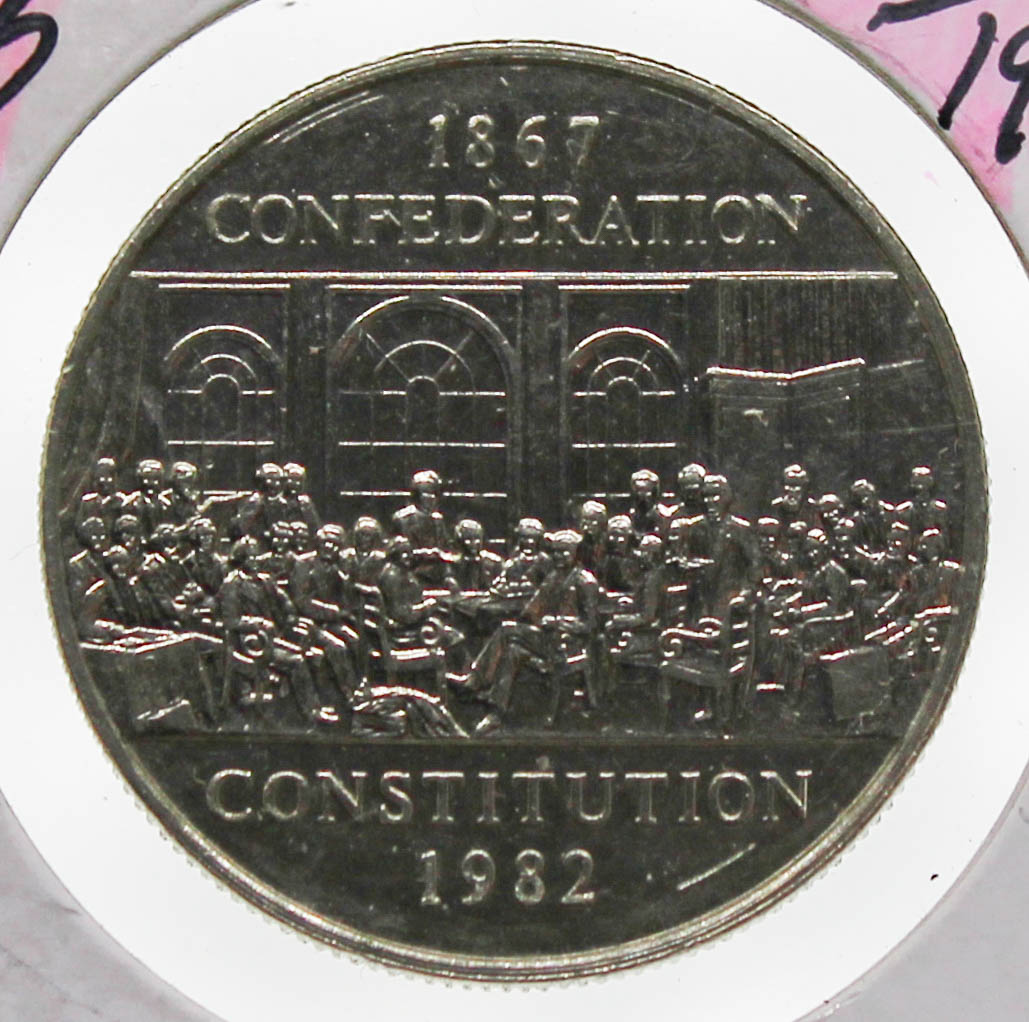 1867
CONFEDERATION
CONSTITUTION
1982